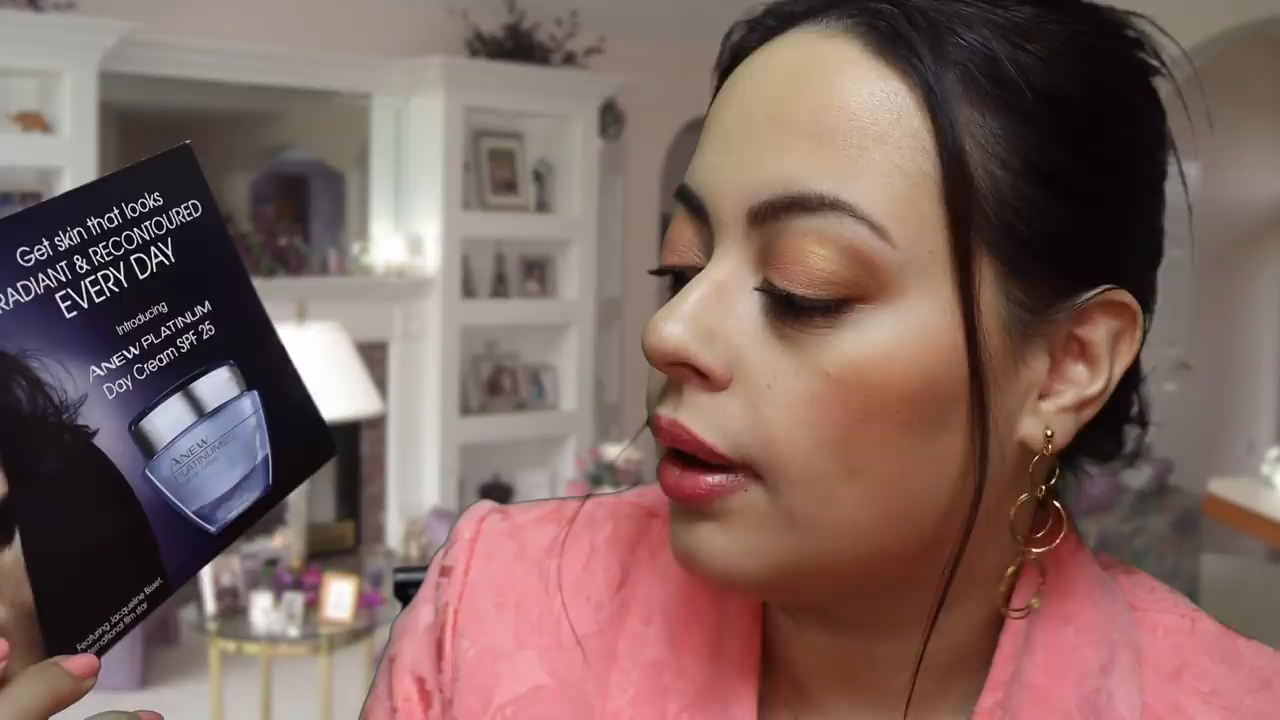 Get skin that looks
RADIANT & RECONTOURED
EVERY DAY
Introducing
ANEW PLATINUM
Day Cream SPF 25
ANEW
PLATINUM
Featuring Jacqueline Bisset,
international film star